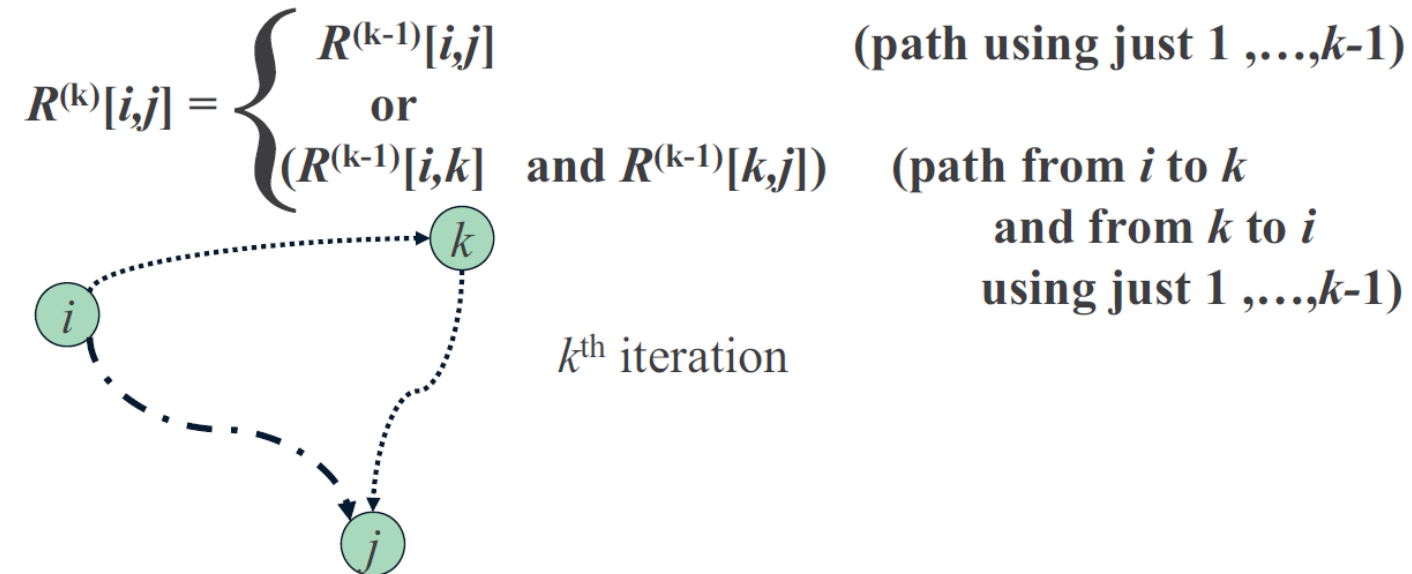 R(k-1)[i,j] (path using just 1 ,…,k-1)
R(k)[i,j] = { or
(R(k-1)[i,k] and R(k-1)[k,j]) (path from i to k
and from k to i
using just 1 ,…,k-1)
k
i
kth iteration
j